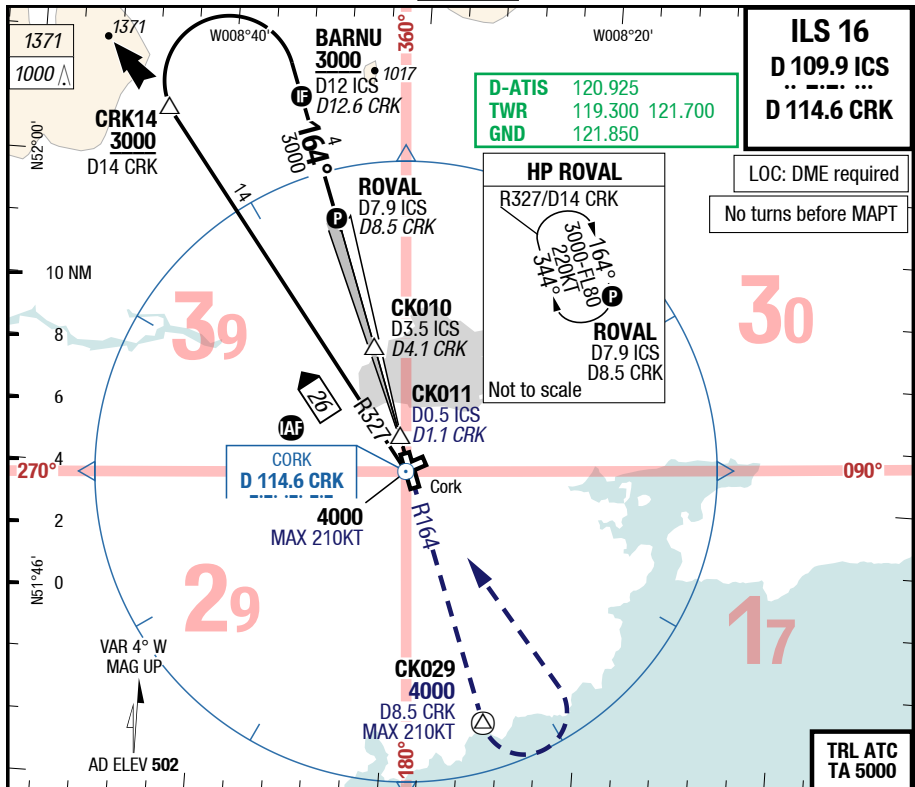 1371
1000
1371
W008°40'
BARNU
3000
D12 ICS
D12.6 CRK
IF
360°
1017
W008°20'
D-ATIS 120.925
TWR 119.300 121.700
GND 121.850
ILS 16
D 109.9 ICS
D 114.6 CRK
LOC: DME required
No turns before MAPT
CRK14
3000
D14 CRK
N52°00'
14
164°
4
3000
ROVAL
D7.9 ICS
D8.5 CRK
P
HP ROVAL
R327/D14 CRK
164°
3000-FL80
220KT
344°
P
ROVAL
D7.9 ICS
D8.5 CRK
Not to scale
10 NM
8
6
4
2
0
39
30
CK010
D3.5 ICS
D4.1 CRK
CK011
D0.5 ICS
D1.1 CRK
26
R327
IAF
270°
090°
CORK
D 114.6 CRK
Cork
4000
MAX 210KT
R164
N51°46'
29
17
VAR 4° W
MAG UP
CK029
4000
D8.5 CRK
MAX 210KT
180°
AD ELEV 502
TRL ATC
TA 5000